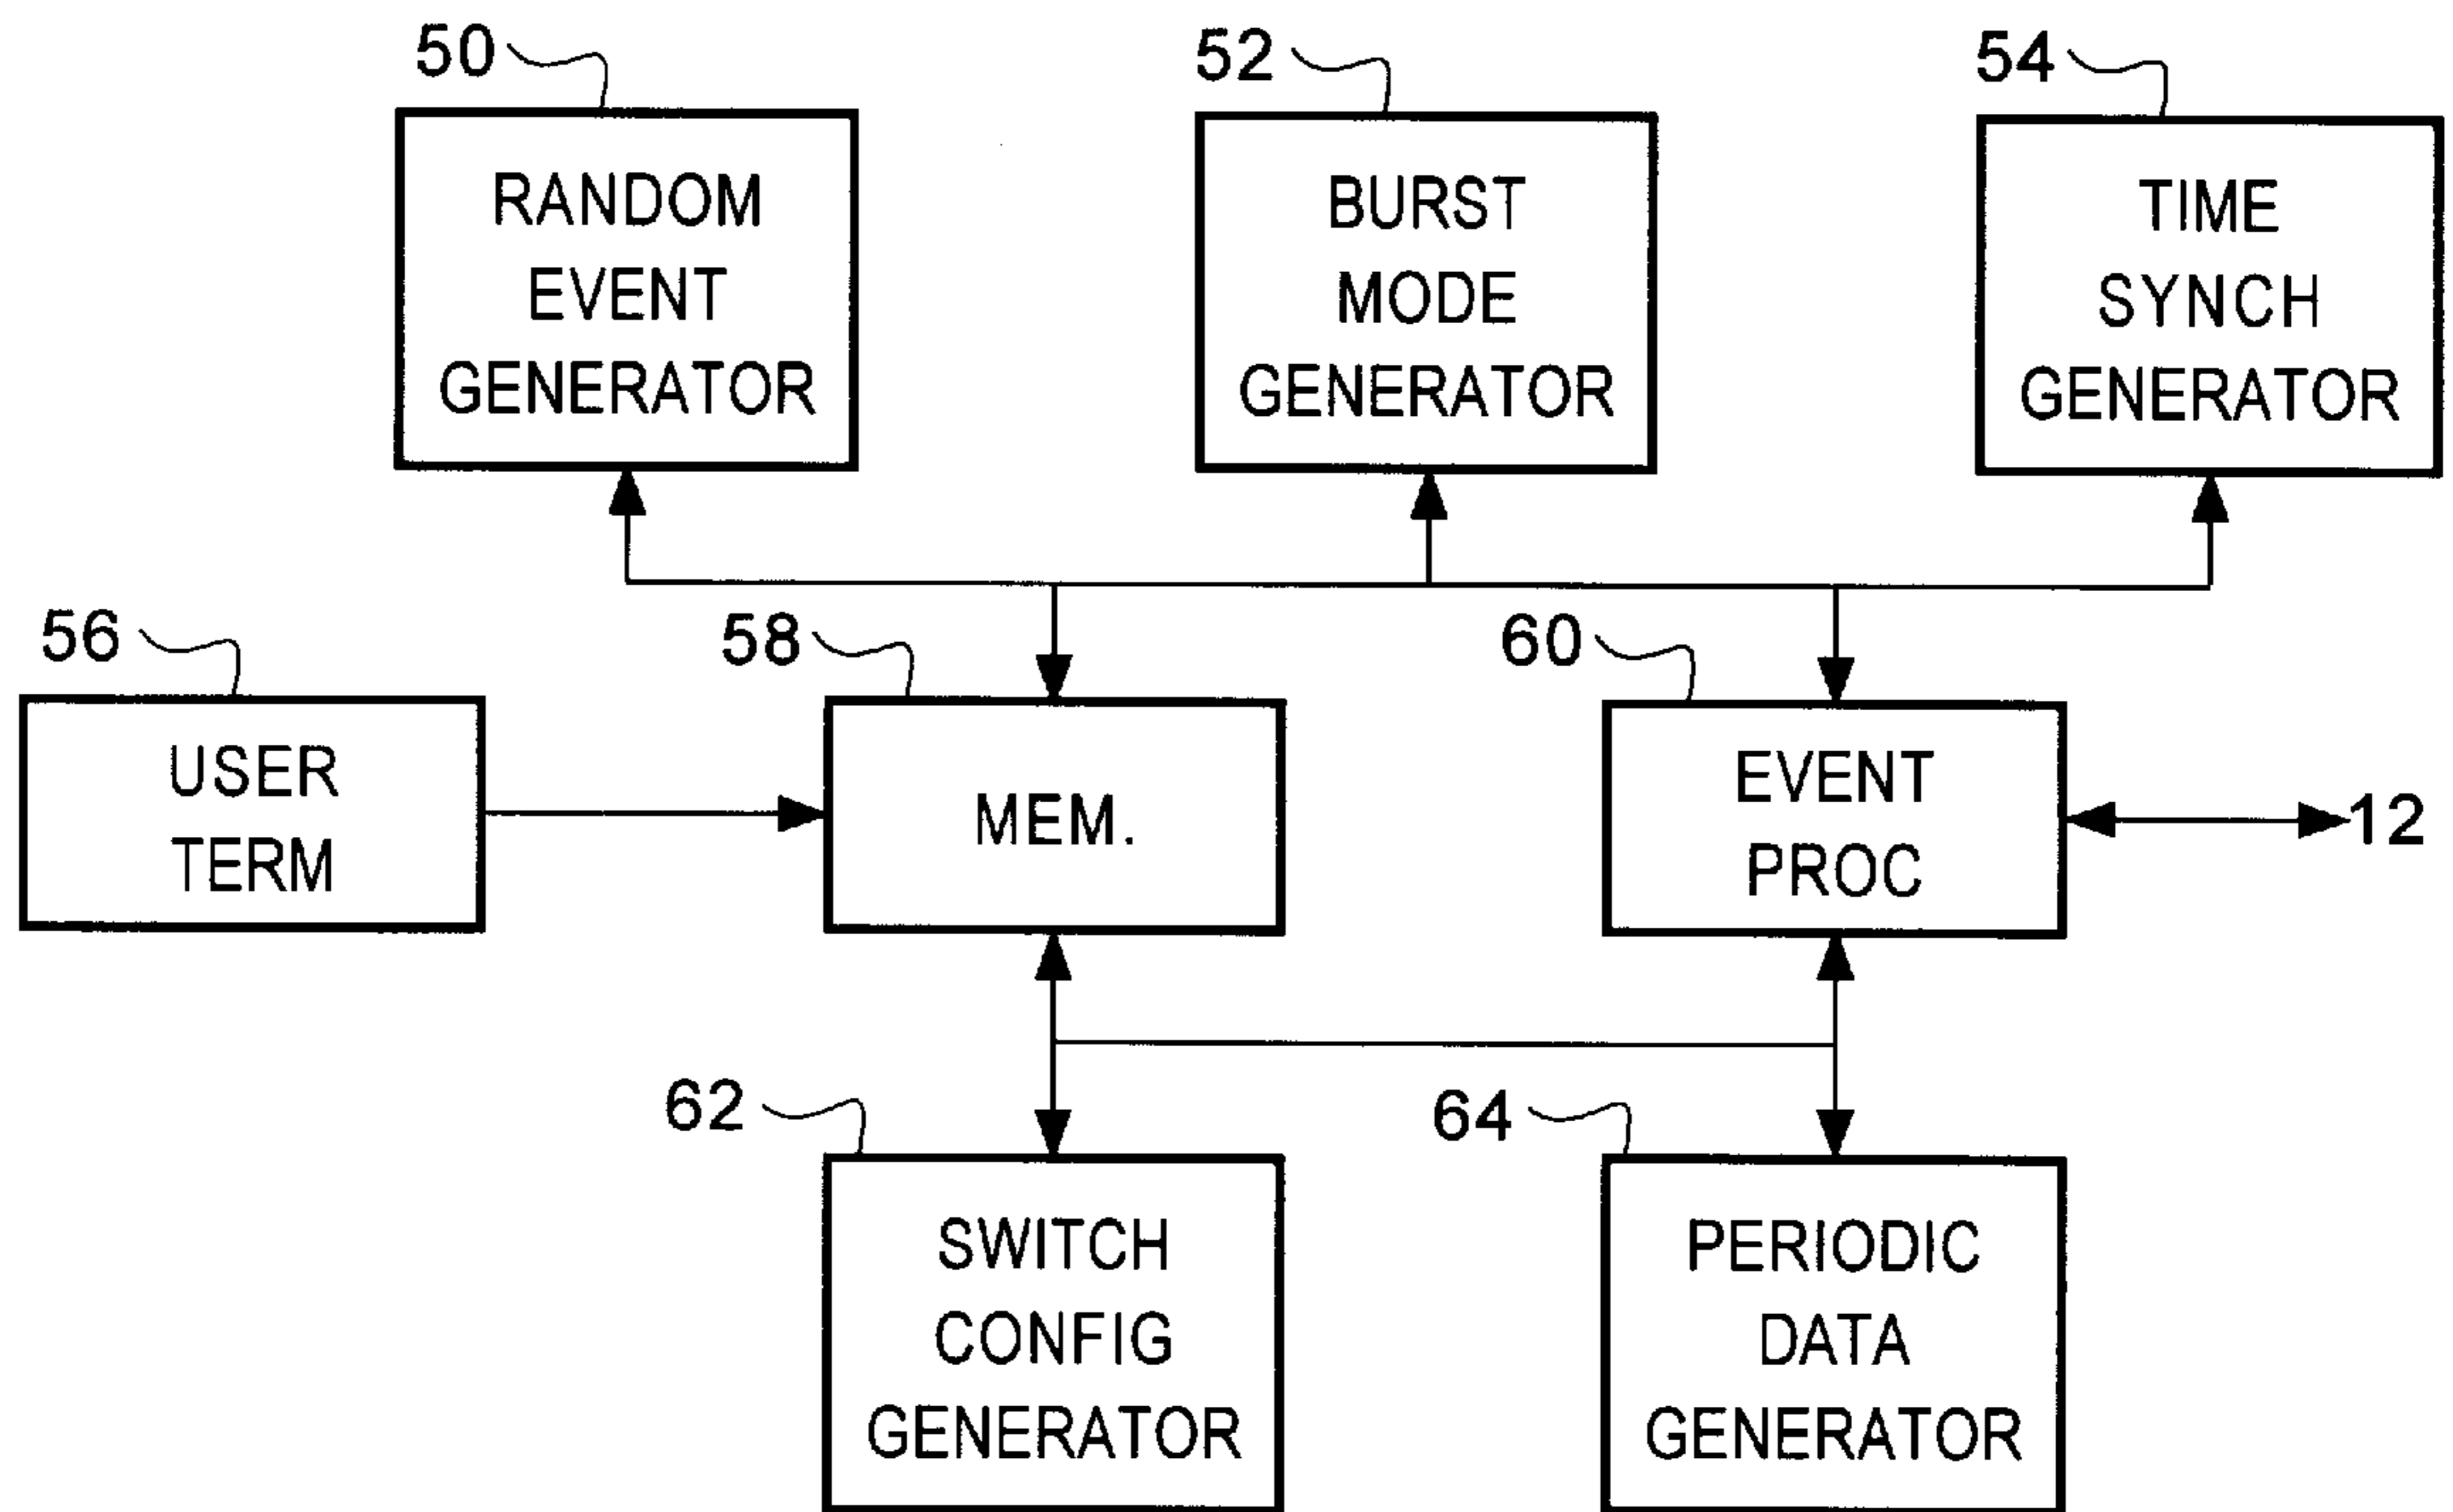 50
RANDOM
EVENT
GENERATOR
52
BURST
MODE
GENERATOR
54
TIME
SYNCH
GENERATOR
56
USER
TERM
58
MEM.
60
EVENT
PROC
12
62
SWITCH
CONFIG
GENERATOR
64
PERIODIC
DATA
GENERATOR